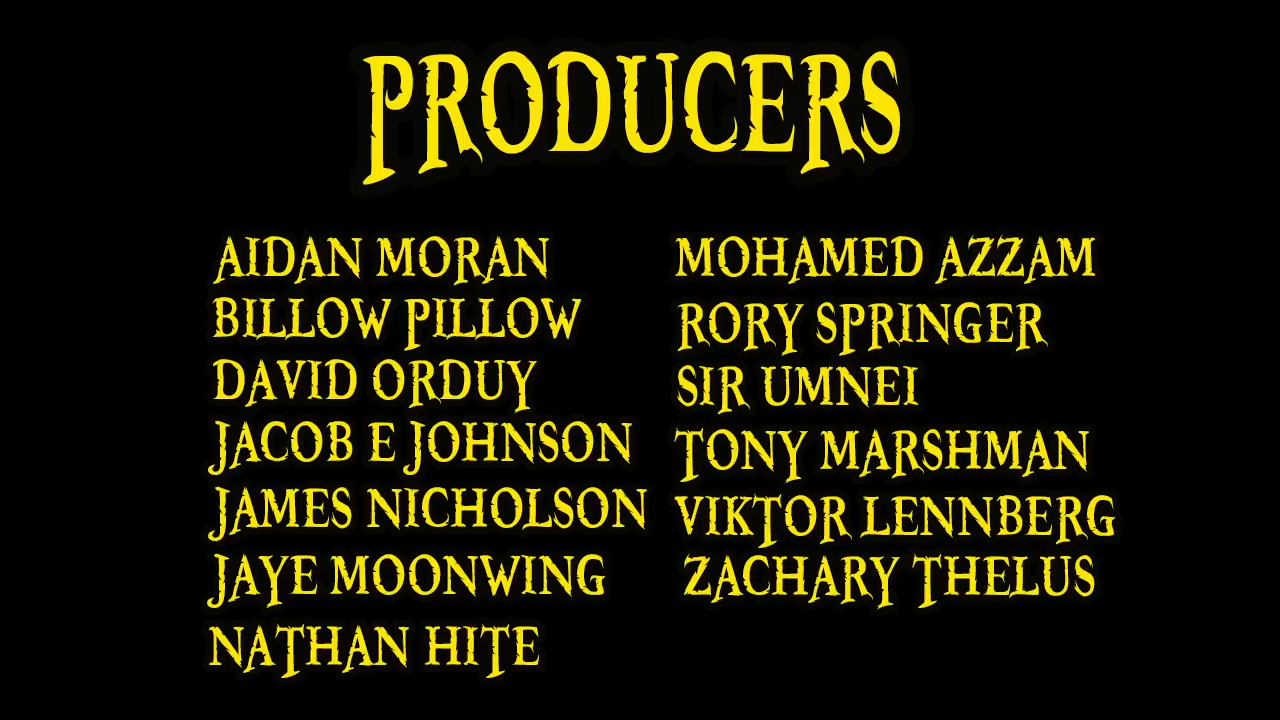 PRODUCERS
AIDAN MORAN
BILLOW PILLOW
DAVID ORDUY
JACOB E JOHNSON
JAMES NICHOLSON
JAYE MOONWING
NATHAN HITE
MOHAMED AZZAM
RORY SPRINGER
SIR UMNEI
TONY MARSHMAN
VIKTOR LENNBERG
ZACHARY THELUS